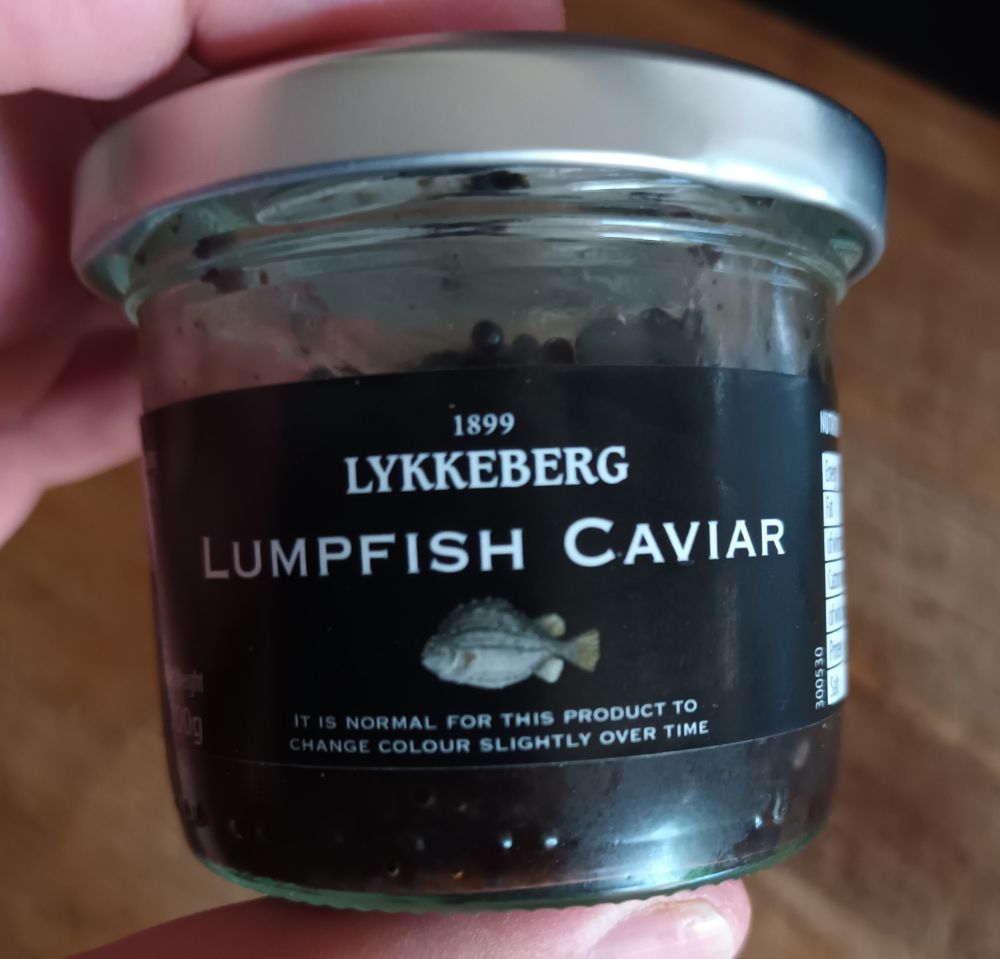 1899
LYKKEBERG
LUMPFISH CAVIAR
IT IS NORMAL FOR THIS PRODUCT TO
CHANGE COLOUR SLIGHTLY OVER TIME
300530